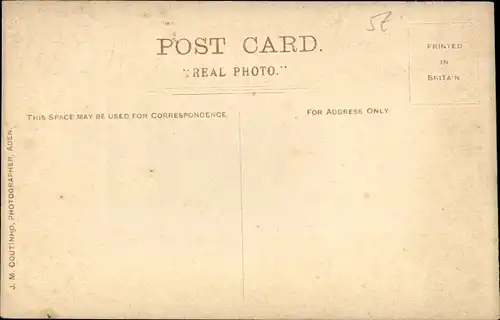 POST CARD.
"REAL PHOTO."
PRINTED
IN
BRITAIN
THIS SPACE MAY BE USED FOR CORRESPONDENCE.
FOR ADDRESS ONLY
J. M. COUTINHO, PHOTOGRAPHER, ADEN.